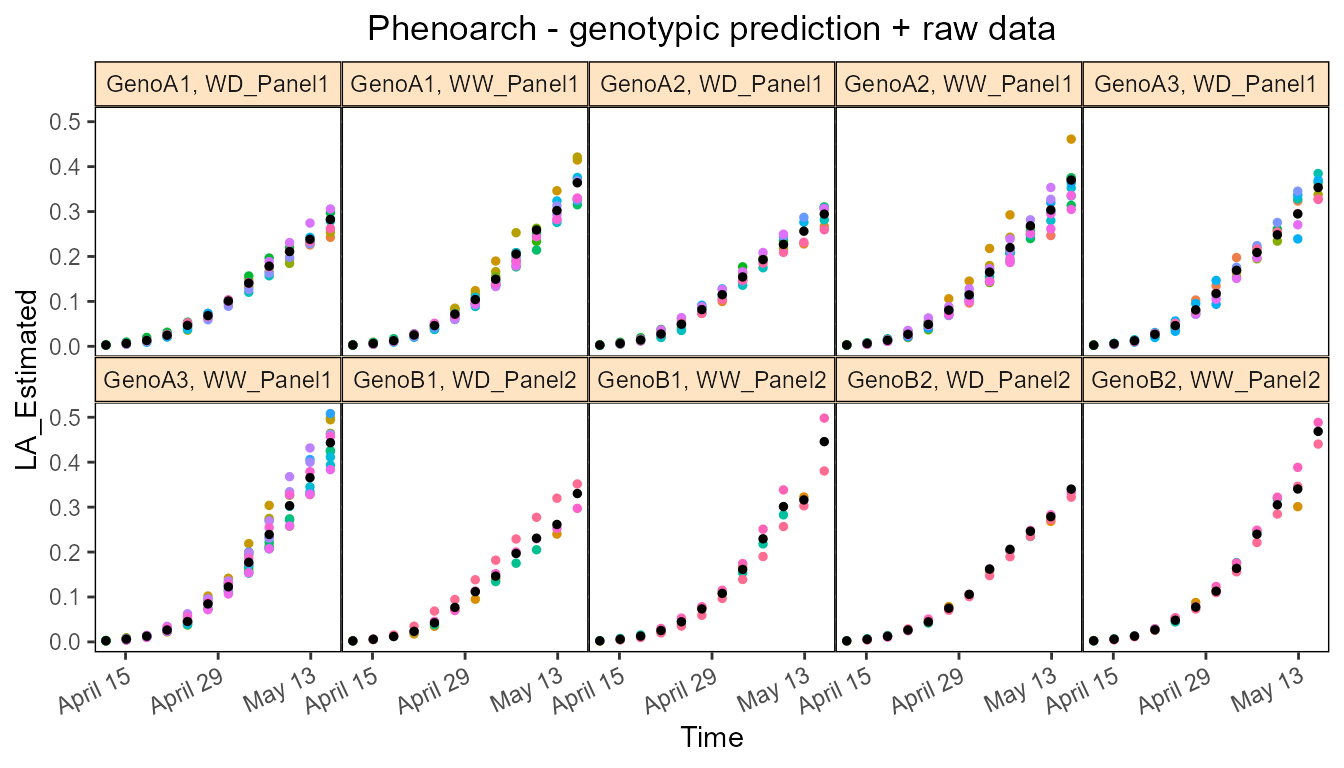 Phenoarch - genotypic prediction + raw data
GenoA1, WD_Panel1
GenoA1, WW_Panel1
GenoA2, WD_Panel1
GenoA2, WW_Panel1
GenoA3, WD_Panel1
0.5
0.4
0.3
0.2
0.1
0.0
GenoA3, WW_Panel1
GenoB1, WD_Panel2
GenoB1, WW_Panel2
GenoB2, WD_Panel2
GenoB2, WW_Panel2
0.5
0.4
0.3
0.2
0.1
0.0
LA_Estimated
April 15
April 29
May 13
April 15
April 29
May 13
April 15
April 29
May 13
April 15
April 29
May 13
April 15
April 29
May 13
Time